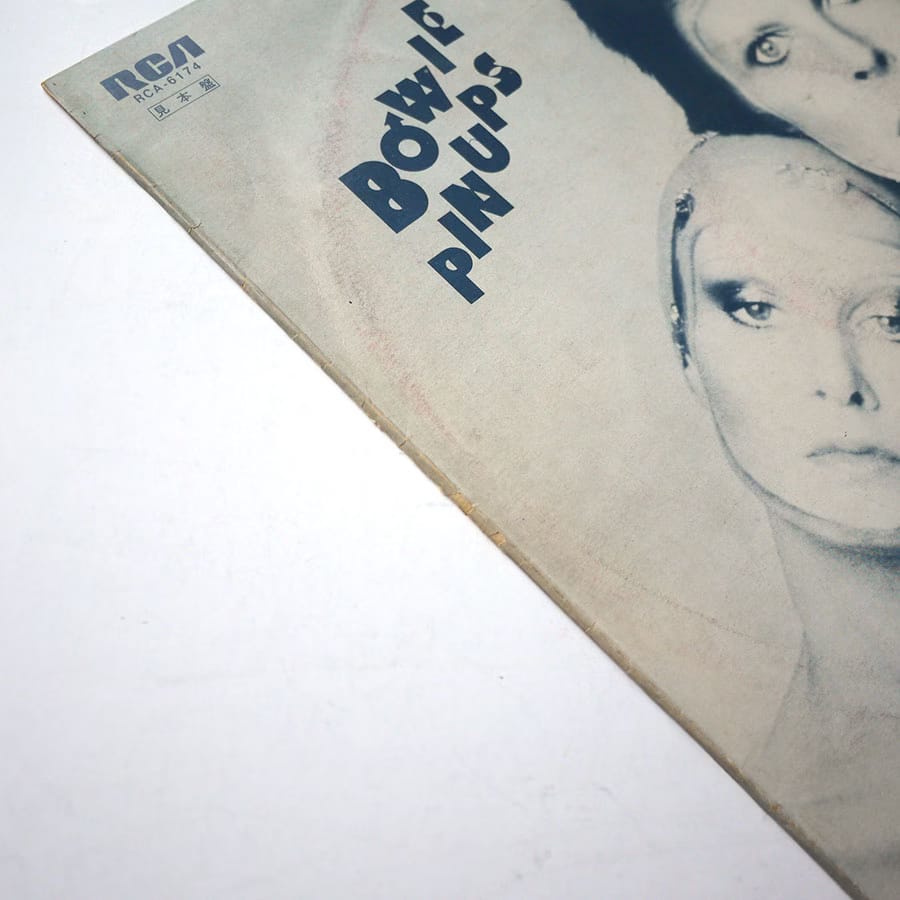 RCA
RCA-6174
見本盤
BOWIE
PINUPS